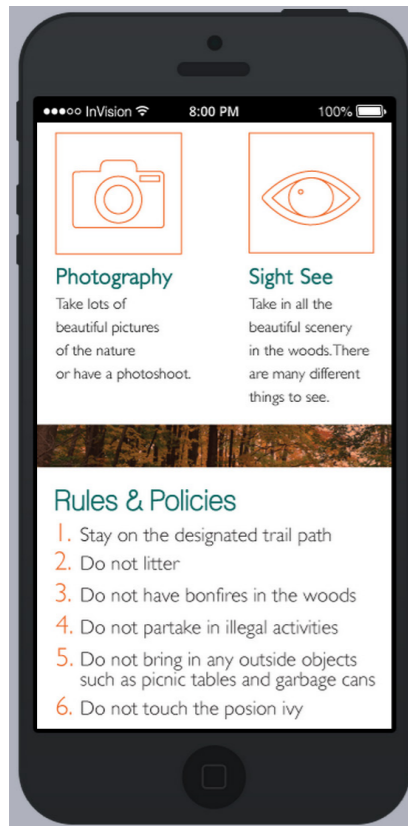 InVision 8:00 PM 100%
Photography
Take lots of
beautiful pictures
of the nature
or have a photoshoot.
Sight See
Take in all the
beautiful scenery
in the woods.There
are many different
things to see.
Rules & Policies
1. Stay on the designated trail path
2. Do not litter
3. Do not have bonfires in the woods
4. Do not partake in illegal activities
5. Do not bring in any outside objects
such as picnic tables and garbage cans
6. Do not touch the posion ivy